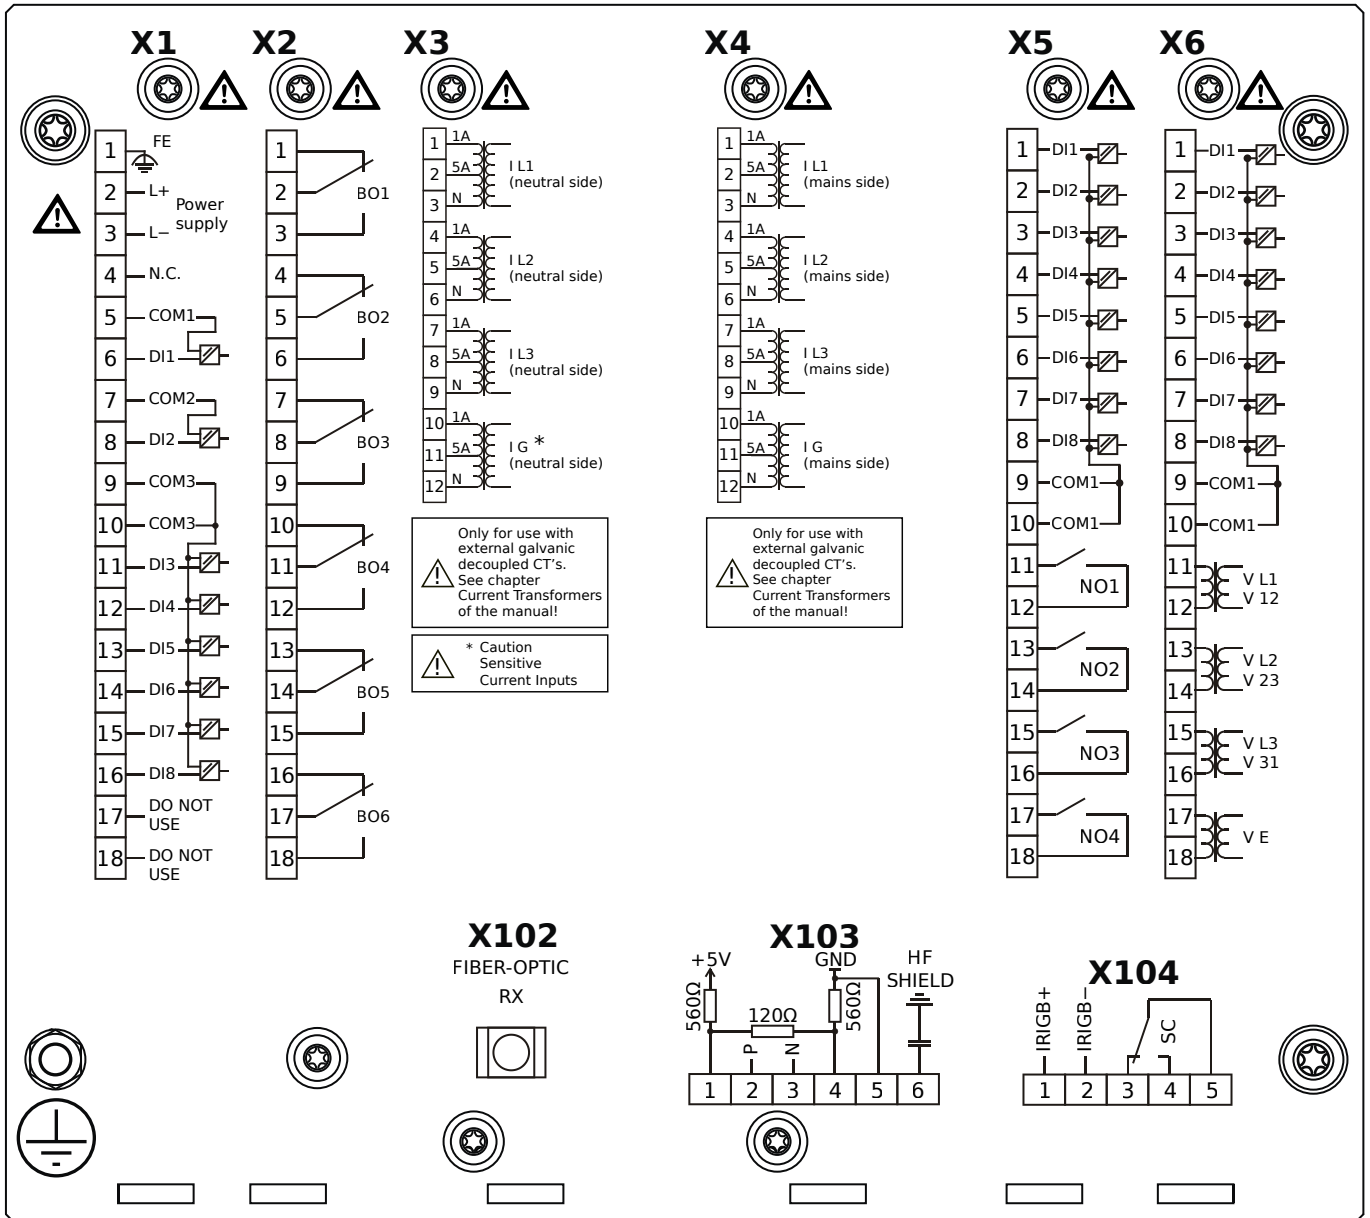 X1
1
FE
2
L+
Power
supply
3
L−
4
N.C.
5
COM1
6
DI1
7
COM2
8
DI2
9
COM3
10
COM3
11
DI3
12
DI4
13
DI5
14
DI6
15
DI7
16
DI8
17
DO NOT
USE
18
DO NOT
USE
X2
1
2
BO1
3
4
5
BO2
6
7
8
BO3
9
10
11
BO4
12
13
14
BO5
15
16
17
BO6
18
X3
1
1A
2
5A
3
N
I L1
(neutral side)
4
1A
5
5A
6
N
I L2
(neutral side)
7
1A
8
5A
9
N
I L3
(neutral side)
10
1A
11
5A
12
N
I G *
(neutral side)
Only for use with
external galvanic
decoupled CT's.
See chapter
Current Transformers
of the manual!
* Caution
Sensitive
Current Inputs
X4
1
1A
2
5A
3
N
I L1
(mains side)
4
1A
5
5A
6
N
I L2
(mains side)
7
1A
8
5A
9
N
I L3
(mains side)
10
1A
11
5A
12
N
I G
(mains side)
Only for use with
external galvanic
decoupled CT's.
See chapter
Current Transformers
of the manual!
X5
1
DI1
2
DI2
3
DI3
4
DI4
5
DI5
6
DI6
7
DI7
8
DI8
9
COM1
10
COM1
11
NO1
12
13
NO2
14
15
NO3
16
17
NO4
18
X6
1
DI1
2
DI2
3
DI3
4
DI4
5
DI5
6
DI6
7
DI7
8
DI8
9
COM1
10
COM1
11
12
V L1
V 12
13
14
V L2
V 23
15
16
V L3
V 31
17
18
V E
X102
FIBER-OPTIC
RX
X103
+5V
GND
HF
SHIELD
560Ω
120Ω
560Ω
P
N
1
2
3
4
5
6
X104
IRIGB+
IRIGB−
SC
1
2
3
4
5